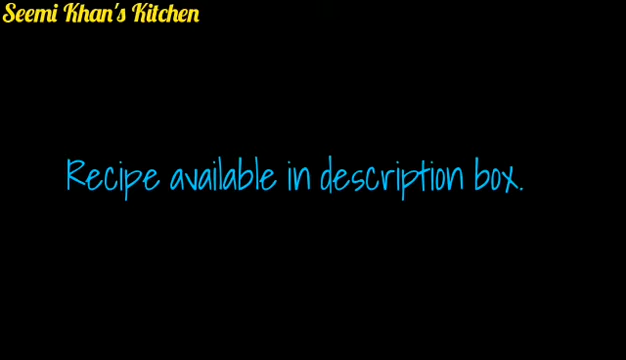 Seemi Khan's Kitchen
Recipe available in description box.